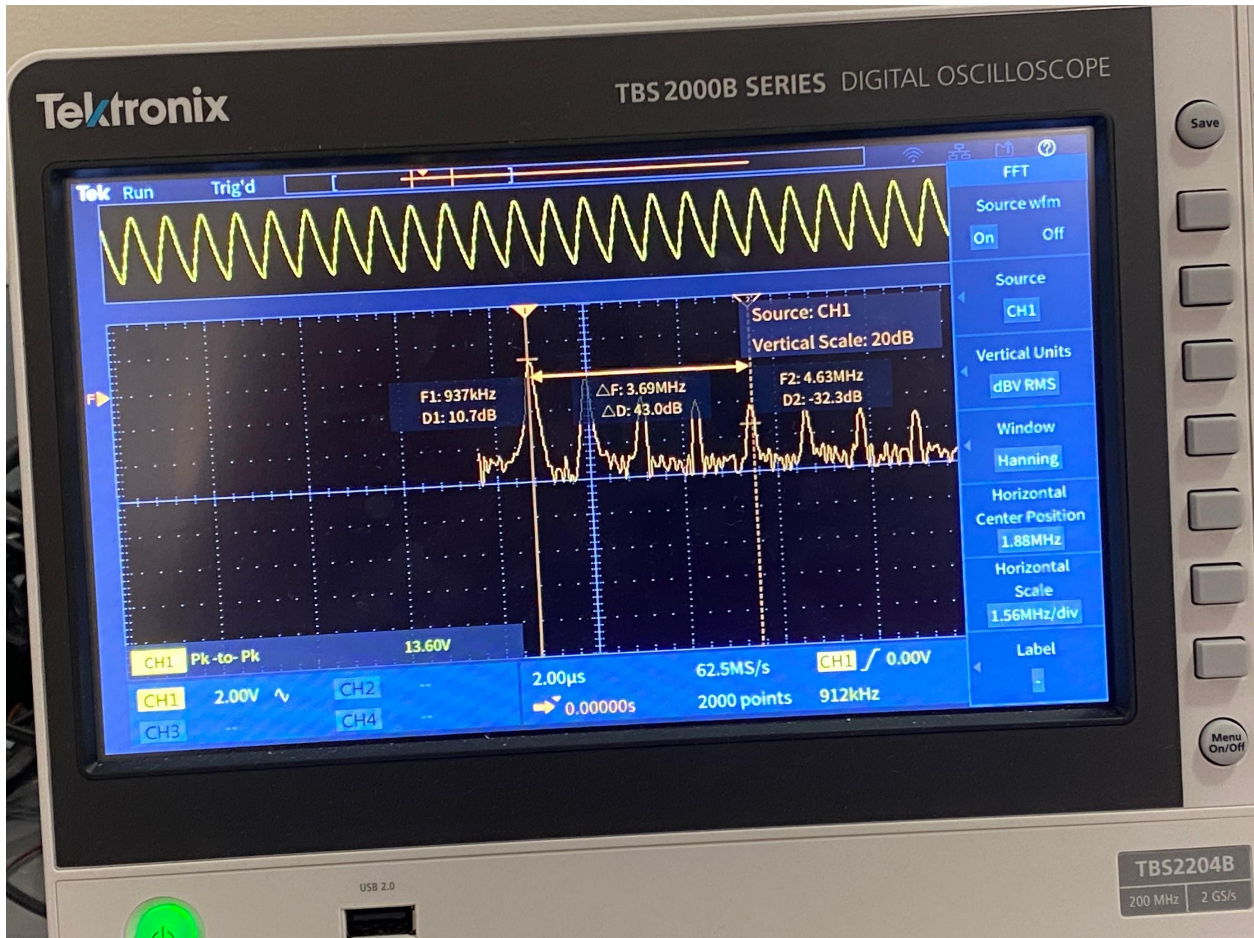 Tektronix
TBS 2000B SERIES DIGITAL OSCILLOSCOPE
Save
Tek Run Trig'd
FFT
Source wfm
On Off
Source
CH1
Vertical Units
dBV RMS
Window
Hanning
Horizontal
Center Position
1.88MHz
Horizontal
Scale
1.56MHz/div
Label
-
1
2
Source: CH1
Vertical Scale: 20dB
F
F1: 937kHz
D1: 10.7dB
△F: 3.69MHz
△D: 43.0dB
F2: 4.63MHz
D2: -32.3dB
CH1 Pk-to-Pk 13.60V
CH1 2.00V ∿ CH2 --
CH3 -- CH4 --
2.00µs 62.5MS/s CH1 0.00V
0.00000s 2000 points 912kHz
Menu
On/Off
USB 2.0
TBS2204B
200 MHz 2 GS/s